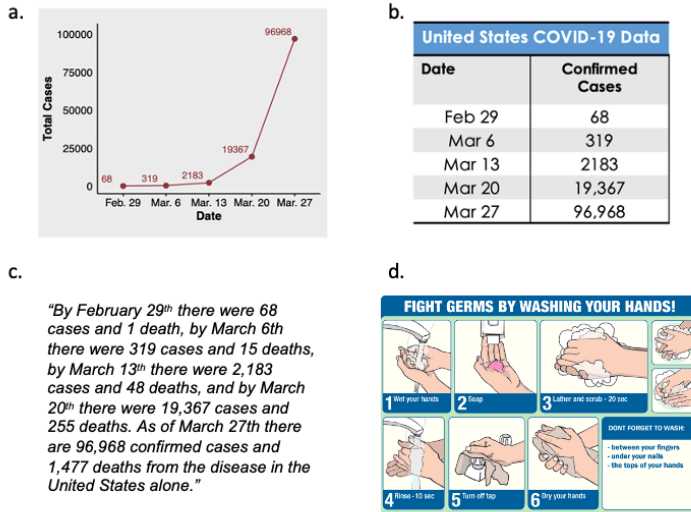 a.
100000
75000
50000
25000
0
Total Cases
68
319
2183
19367
96968
Feb. 29 Mar. 6 Mar. 13 Mar. 20 Mar. 27
Date
b.
United States COVID-19 Data
Date Confirmed Cases
Feb 29 68
Mar 6 319
Mar 13 2183
Mar 20 19,367
Mar 27 96,968
c.
“By February 29th there were 68
cases and 1 death, by March 6th
there were 319 cases and 15 deaths,
by March 13th there were 2,183
cases and 48 deaths, and by March
20th there were 19,367 cases and
255 deaths. As of March 27th there
are 96,968 confirmed cases and
1,477 deaths from the disease in the
United States alone.”
d.
FIGHT GERMS BY WASHING YOUR HANDS!
1 Wet your hands
2 Soap
3 Lather and scrub - 20 sec
4 Rinse - 10 sec
5 Turn off tap
6 Dry your hands
DONT FORGET TO WASH:
- between your fingers
- under your nails
- the tops of your hands